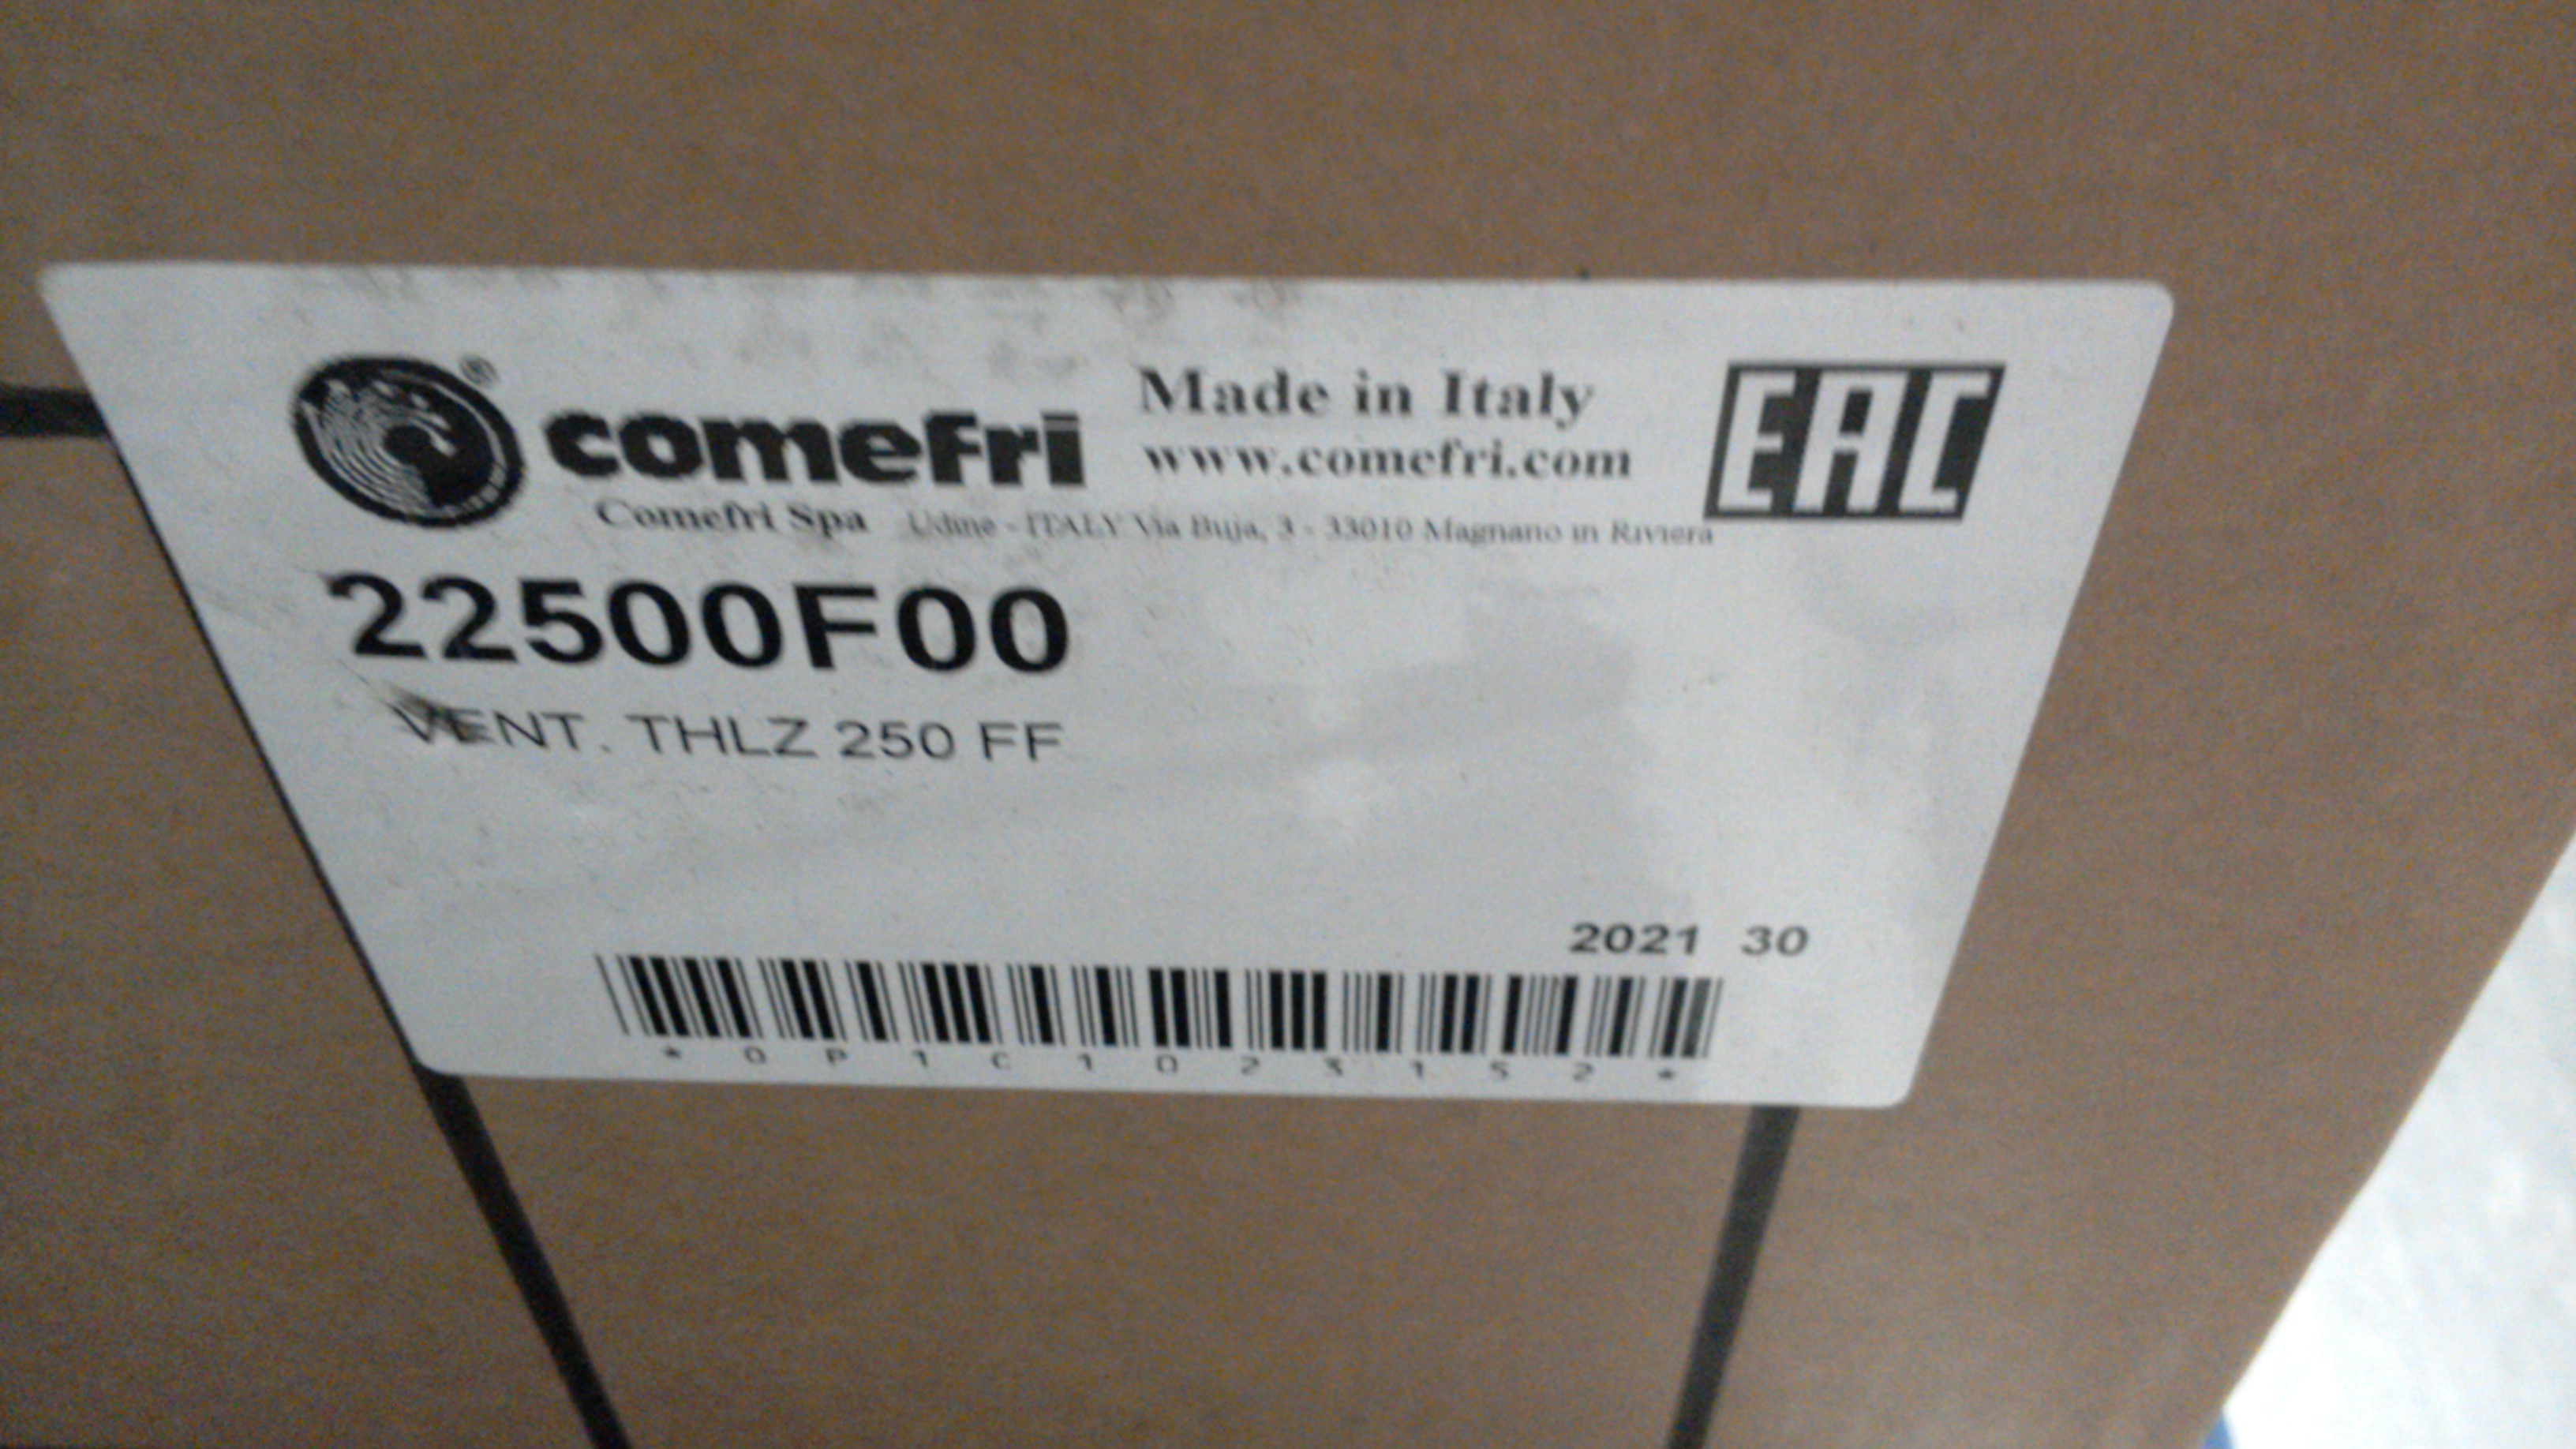 comefri ®
Made in Italy
www.comefri.com
EAC
Comefri Spa Udine - ITALY Via Buja, 3 - 33010 Magnano in Riviera
22500F00
VENT. THLZ 250 FF
2021 30
*0P1C1023152*